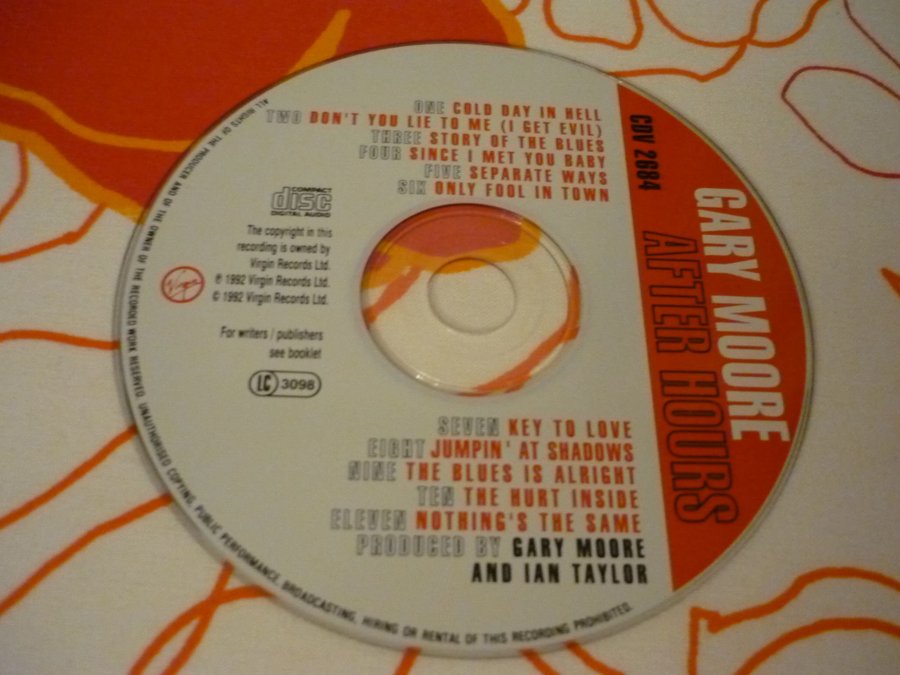 ONE COLD DAY IN HELL
TWO DON'T YOU LIE TO ME (I GET EVIL)
THREE STORY OF THE BLUES
FOUR SINCE I MET YOU BABY
FIVE SEPARATE WAYS
SIX ONLY FOOL IN TOWN
COMPACT
disc
DIGITAL AUDIO
The copyright in this
recording is owned by
Virgin Records Ltd.
℗ 1992 Virgin Records Ltd.
© 1992 Virgin Records Ltd.
Virgin
For writers / publishers
see booklet
LC 3098
SEVEN KEY TO LOVE
EIGHT JUMPIN' AT SHADOWS
NINE THE BLUES IS ALRIGHT
TEN THE HURT INSIDE
ELEVEN NOTHING'S THE SAME
PRODUCED BY GARY MOORE
AND IAN TAYLOR
CDV 2684
GARY MOORE
AFTER HOURS
ALL RIGHTS OF THE PRODUCER AND OF THE OWNER OF THE RECORDED WORK RESERVED. UNAUTHORISED COPYING, PUBLIC PERFORMANCE, BROADCASTING, HIRING OR RENTAL OF THIS RECORDING PROHIBITED.